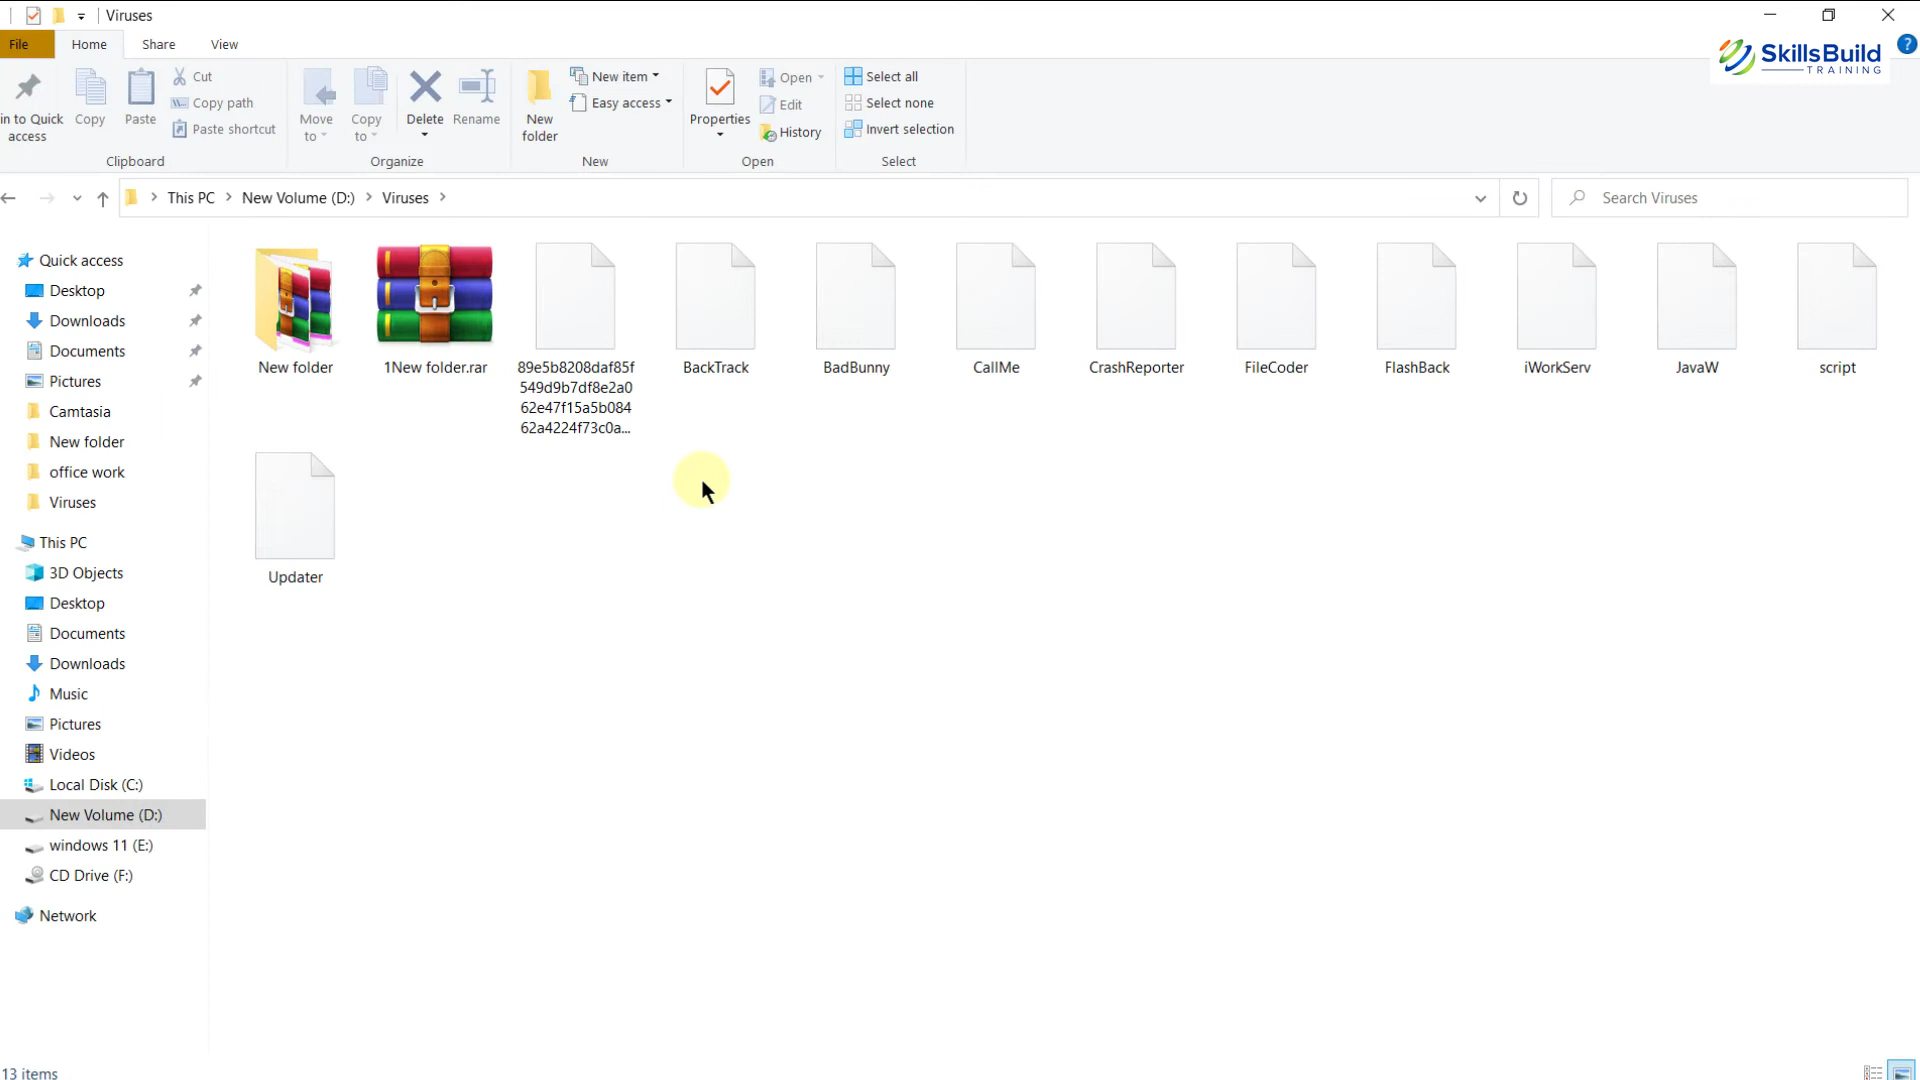 Viruses
File Home Share View
SkillsBuild
TRAINING
in to Quick
access
Copy
Paste
Cut
Copy path
Paste shortcut
Clipboard
Move
to
Copy
to
Delete
Rename
Organize
New
folder
New item
Easy access
New
Properties
Open
Edit
History
Open
Select all
Select none
Invert selection
Select
This PC > New Volume (D:) > Viruses >
Search Viruses
Quick access
Desktop
Downloads
Documents
Pictures
Camtasia
New folder
office work
Viruses
This PC
3D Objects
Desktop
Documents
Downloads
Music
Pictures
Videos
Local Disk (C:)
New Volume (D:)
windows 11 (E:)
CD Drive (F:)
Network
New folder
1New folder.rar
89e5b8208daf85f
549d9b7df8e2a0
62e47f15a5b084
62a4224f73c0a...
BackTrack
BadBunny
CallMe
CrashReporter
FileCoder
FlashBack
iWorkServ
JavaW
script
Updater
13 items